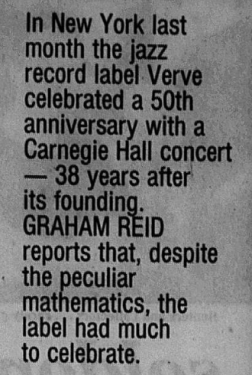 In New York last
month the jazz
record label Verve
celebrated a 50th
anniversary with a
Carnegie Hall concert
— 38 years after
its founding.
GRAHAM REID
reports that, despite
the peculiar
mathematics, the
label had much
to celebrate.